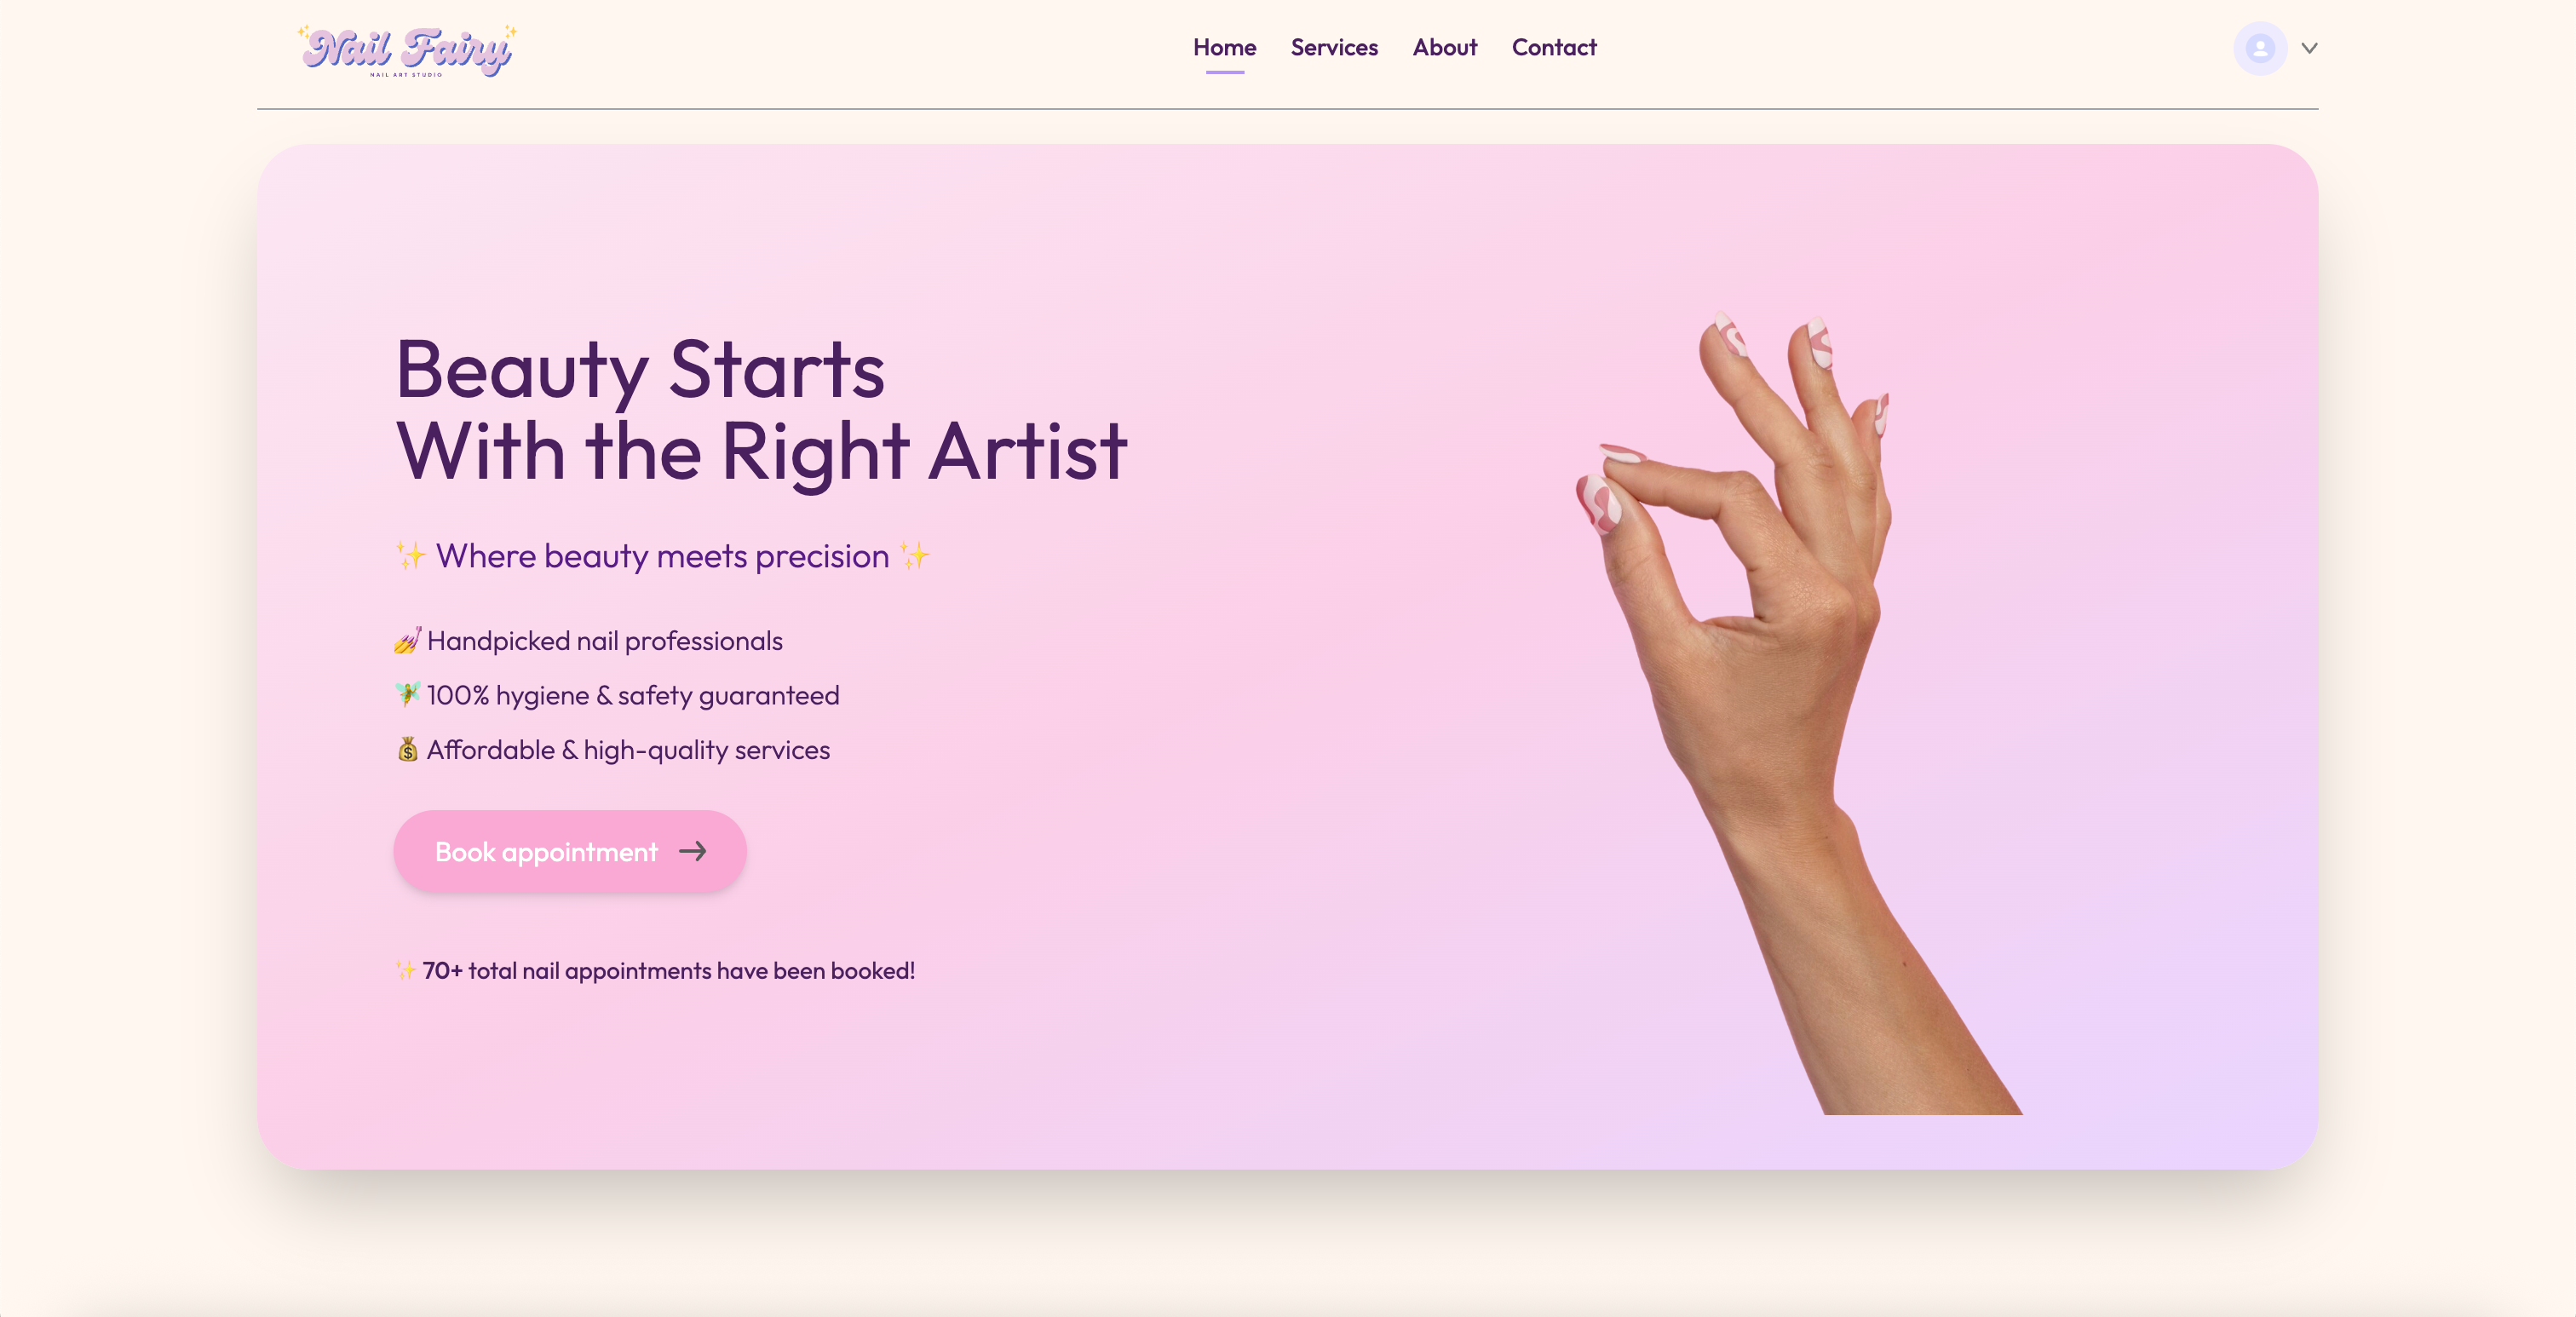 Nail Fairy
NAIL ART STUDIO
Home
Services
About
Contact
Beauty Starts
With the Right Artist
✨ Where beauty meets precision ✨
💅 Handpicked nail professionals
🧚 100% hygiene & safety guaranteed
💰 Affordable & high-quality services
Book appointment →
✨ 70+ total nail appointments have been booked!